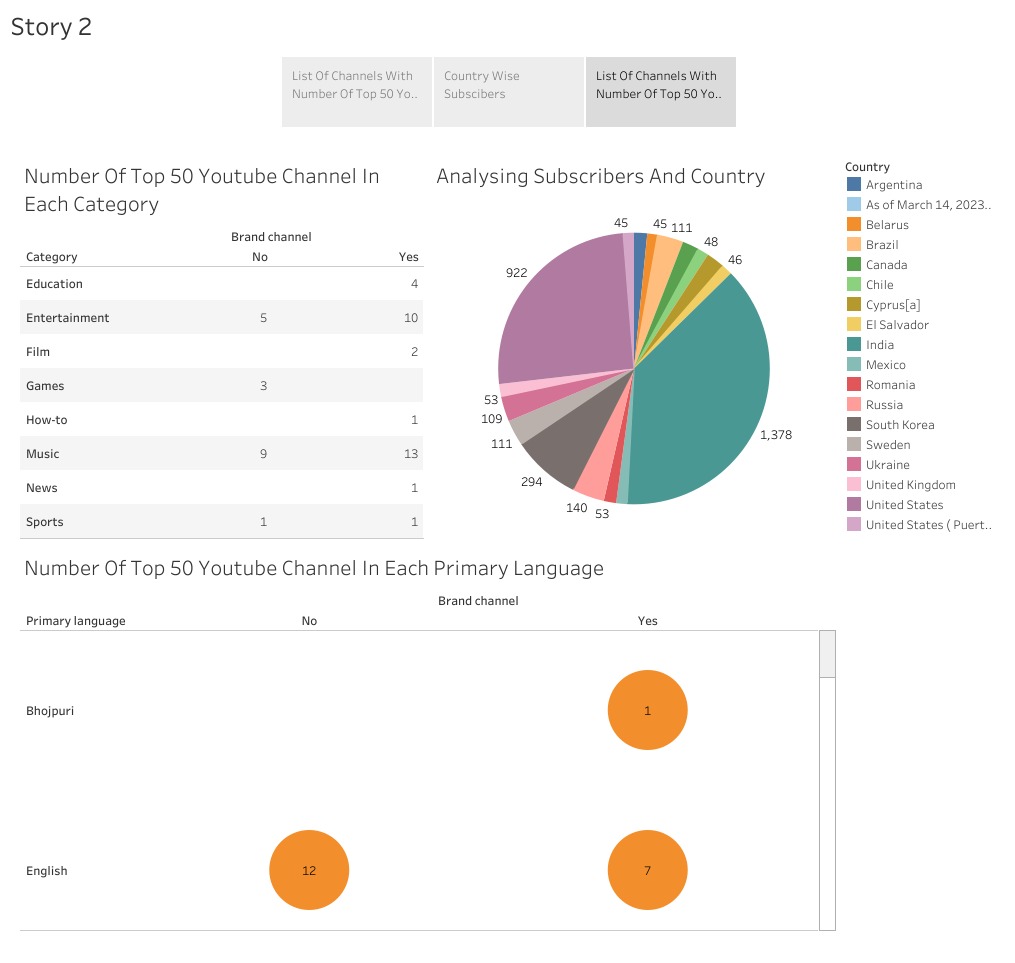 Story 2
List Of Channels With
Number Of Top 50 Yo..
Country Wise
Subscibers
List Of Channels With
Number Of Top 50 Yo..
Number Of Top 50 Youtube Channel In
Each Category
Brand channel
Category No Yes
Education 4
Entertainment 5 10
Film 2
Games 3
How-to 1
Music 9 13
News 1
Sports 1 1
Analysing Subscribers And Country
45
45
111
48
46
1,378
53
140
294
111
109
53
922
Country
Argentina
As of March 14, 2023..
Belarus
Brazil
Canada
Chile
Cyprus[a]
El Salvador
India
Mexico
Romania
Russia
South Korea
Sweden
Ukraine
United Kingdom
United States
United States ( Puert..
Number Of Top 50 Youtube Channel In Each Primary Language
Brand channel
Primary language No Yes
Bhojpuri 1
English 12 7